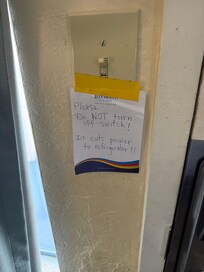 Please
Do NOT turn
off switch!
It cuts power
to refrigerator!!